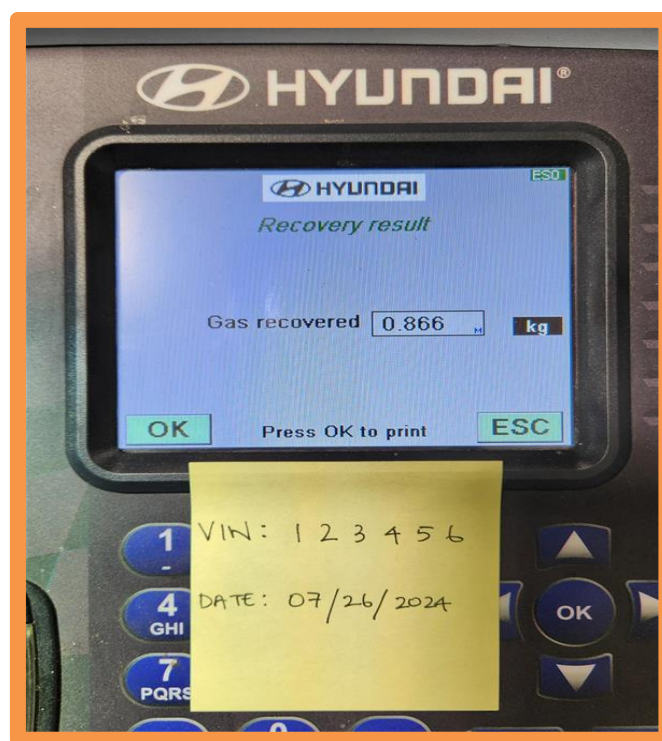 HYUNDAI®
ESO
HYUNDAI
Recovery result
Gas recovered 0.866 M kg
OK Press OK to print ESC
VIN: 123456
DATE: 07/26/2024
1
-
4
GHI
OK
7
PQRS